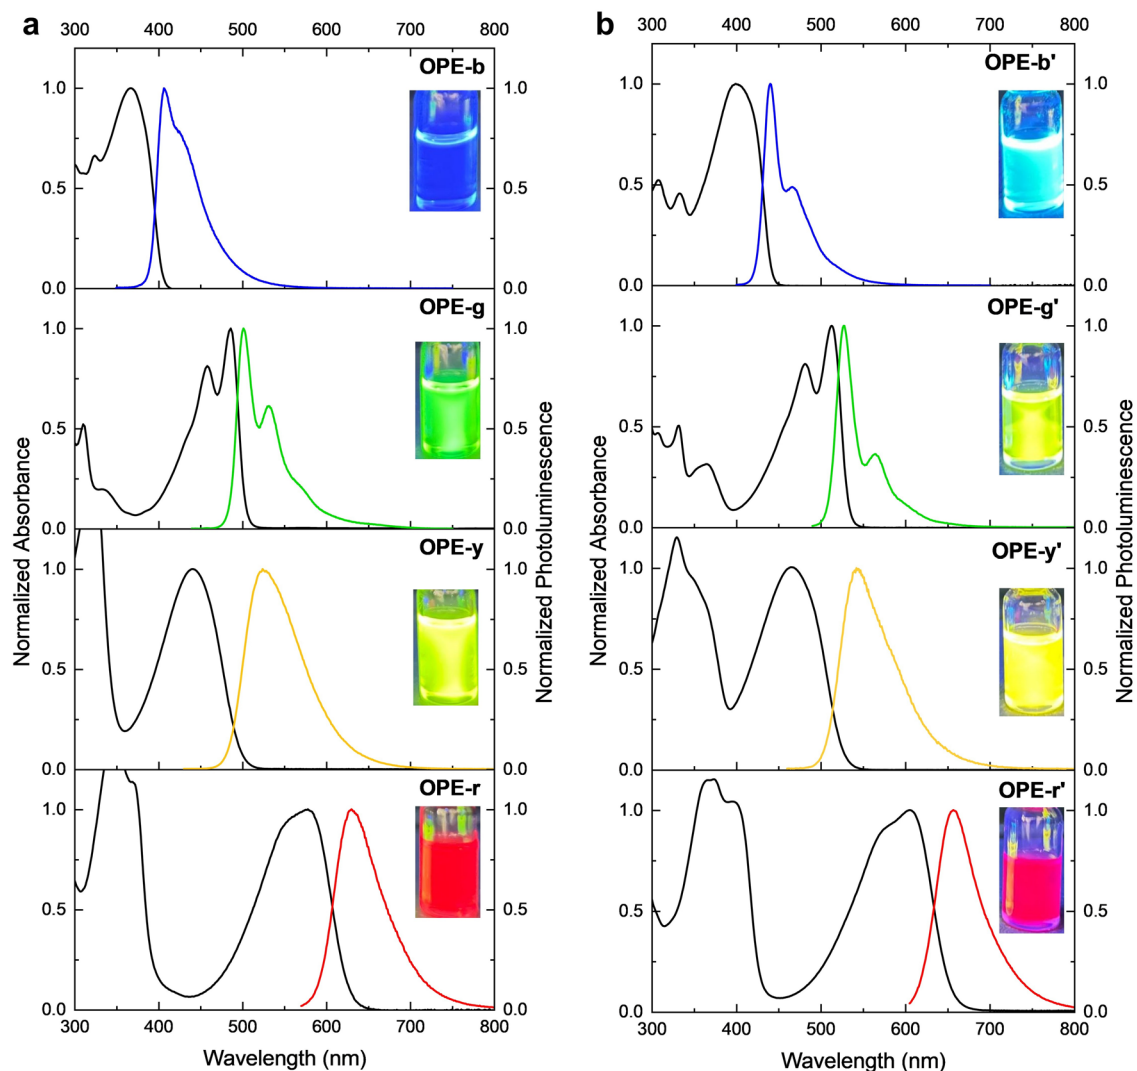 a
300 400 500 600 700 800
OPE-b
1.0 1.0
0.5 0.5
0.0 0.0
OPE-g
1.0 1.0
0.5 0.5
0.0 0.0
OPE-y
1.0 1.0
0.5 0.5
0.0 0.0
OPE-r
1.0 1.0
0.5 0.5
0.0 0.0
300 400 500 600 700 800
Wavelength (nm)
Normalized Absorbance
Normalized Photoluminescence
b
300 400 500 600 700 800
OPE-b'
1.0 1.0
0.5 0.5
0.0 0.0
OPE-g'
1.0 1.0
0.5 0.5
0.0 0.0
OPE-y'
1.0 1.0
0.5 0.5
0.0 0.0
OPE-r'
1.0 1.0
0.5 0.5
0.0 0.0
300 400 500 600 700 800
Wavelength (nm)
Normalized Absorbance
Normalized Photoluminescence